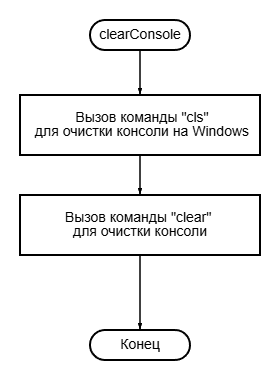 clearConsole
Вызов команды "cls"
для очистки консоли на Windows
Вызов команды "clear"
для очистки консоли
Конец